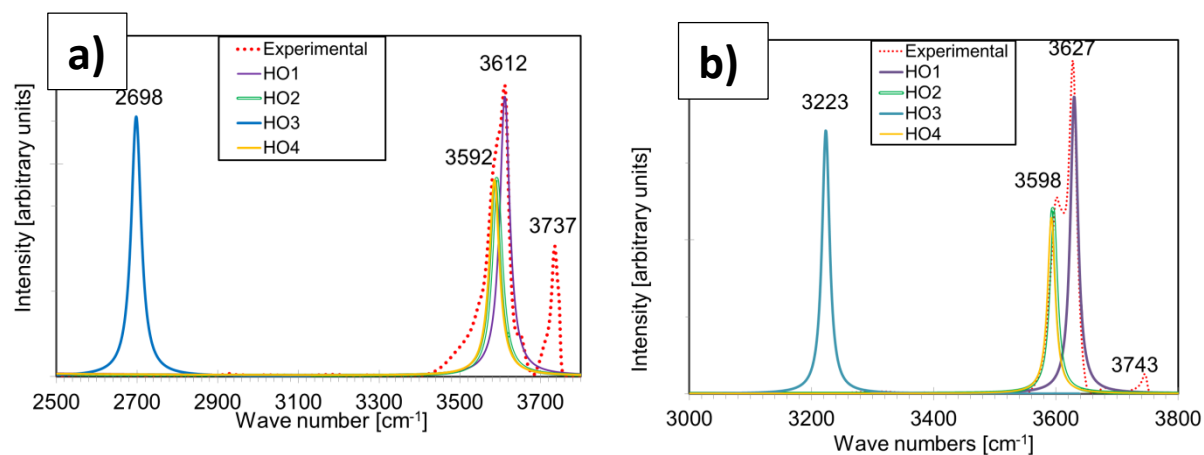 a)
Experimental
HO1
HO2
HO3
HO4
2698
3612
3592
3737
Intensity [arbitrary units]
2500 2700 2900 3100 3300 3500 3700
Wave number [cm-1]
b)
Experimental
HO1
HO2
HO3
HO4
3627
3223
3598
3743
Intensity [arbitrary units]
3000 3200 3400 3600 3800
Wave numbers [cm-1]